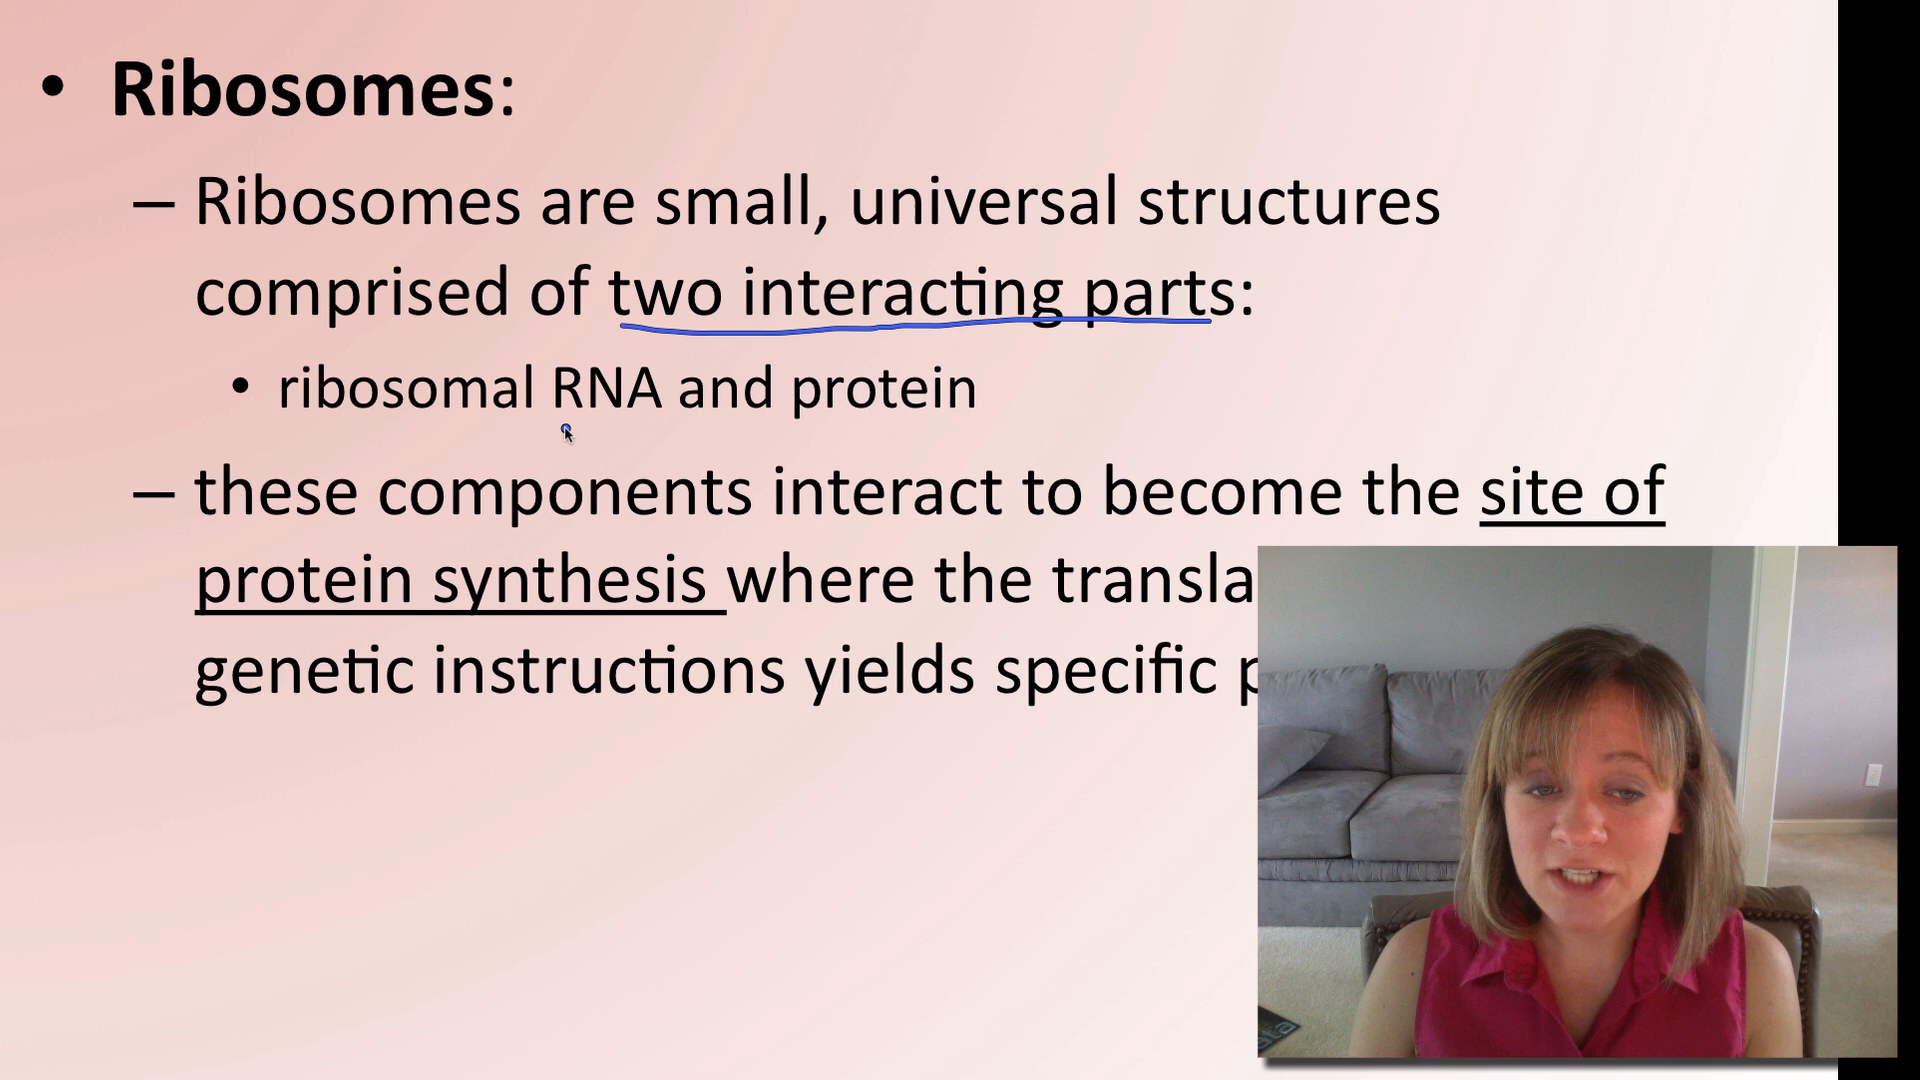 • Ribosomes:
– Ribosomes are small, universal structures
comprised of two interacting parts:
• ribosomal RNA and protein
– these components interact to become the site of
protein synthesis where the
genetic instructions yields specific